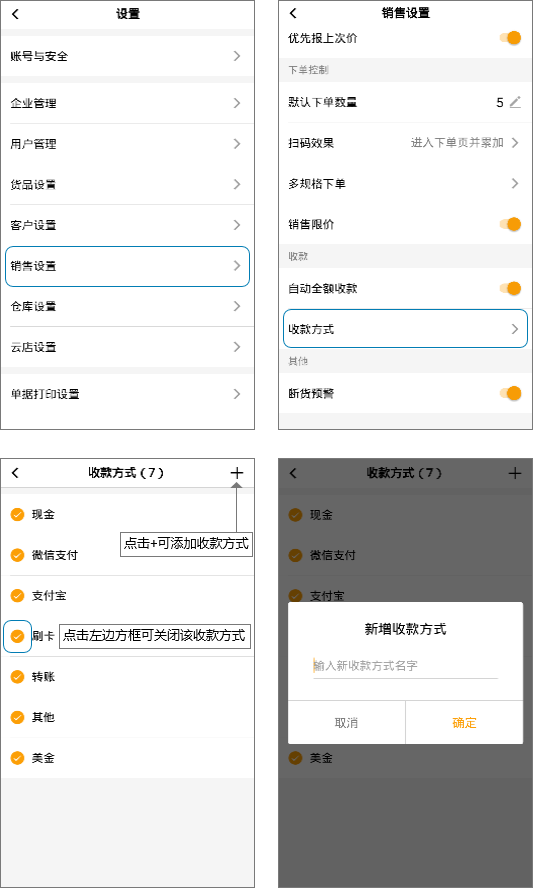 设置
账号与安全
企业管理
用户管理
货品设置
客户设置
销售设置
仓库设置
云店设置
单据打印设置
销售设置
优先报上次价
下单控制
默认下单数量 5
扫码效果 进入下单页并累加
多规格下单
销售限价
收款
自动全额收款
收款方式
其他
断货预警
收款方式（7）
现金
点击+可添加收款方式
微信支付
支付宝
刷卡 点击左边方框可关闭该收款方式
转账
其他
美金
收款方式（7）
现金
微信支付
支付宝
新增收款方式
输入新收款方式名字
取消 确定
美金